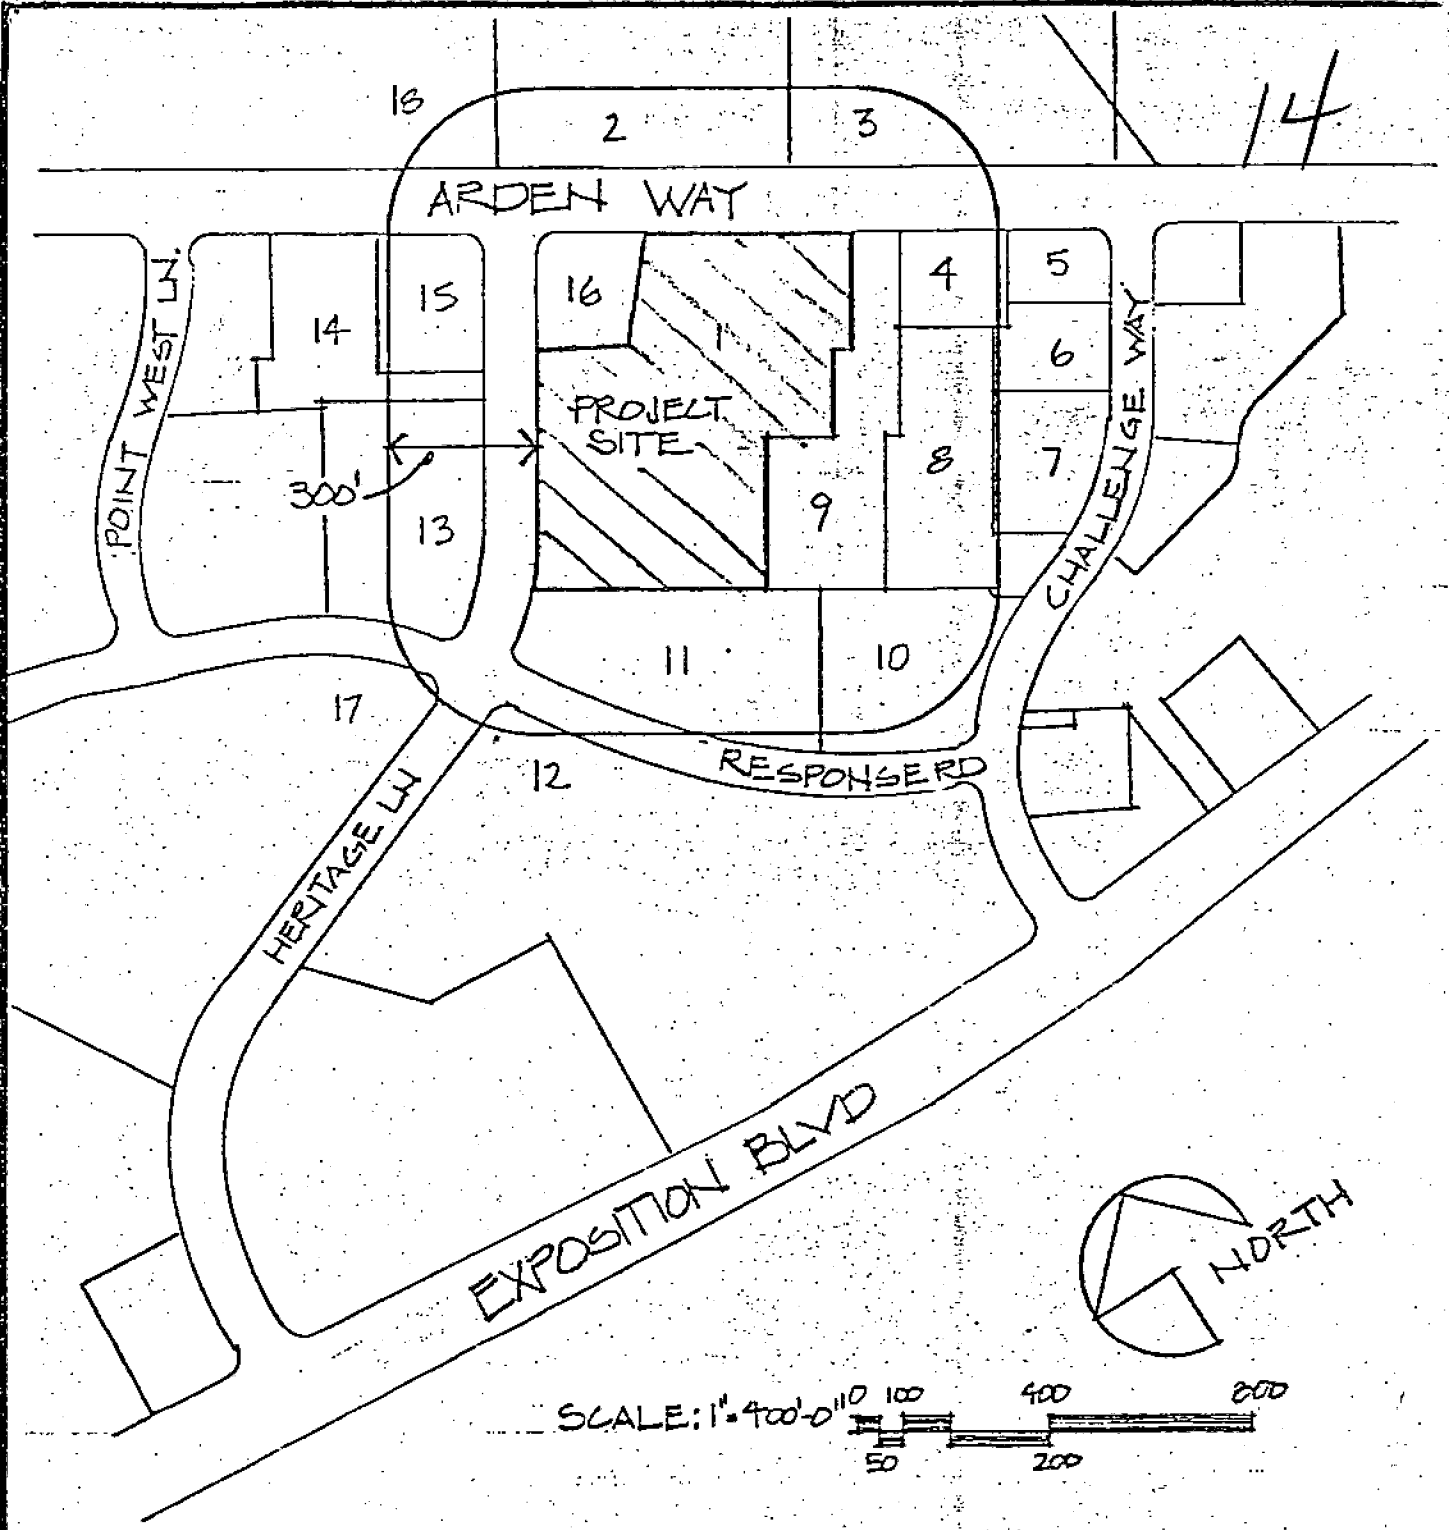 18
2
3
14
ARDEN WAY
POINT WEST LN.
14
15
16
1
4
5
6
PROJECT
SITE
300'
13
9
8
7
CHALLENGE WAY
11
10
17
12
RESPONSE RD
HERITAGE LN
EXPOSITION BLVD
NORTH
SCALE: 1"=400'-0"
0 100 400 800
50 200